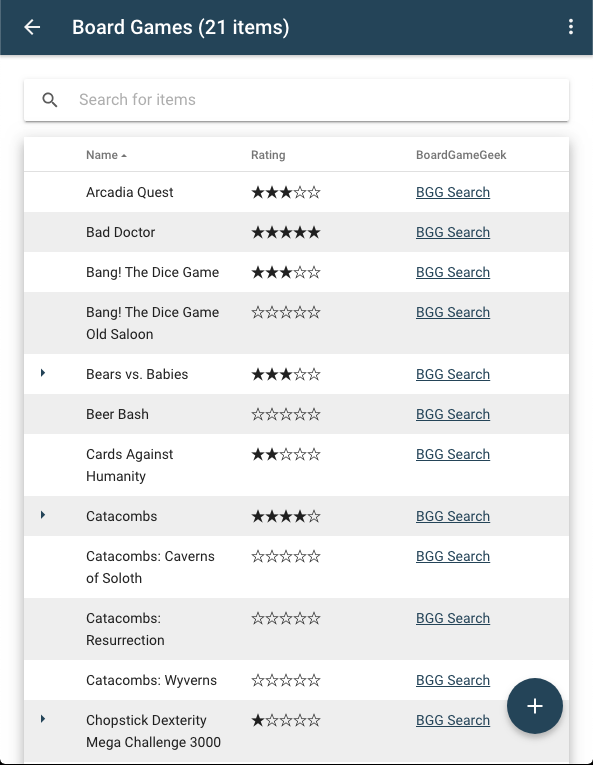 Board Games (21 items)
Search for items
Name Rating BoardGameGeek
Arcadia Quest ★★★☆☆ BGG Search
Bad Doctor ★★★★★ BGG Search
Bang! The Dice Game ★★★☆☆ BGG Search
Bang! The Dice Game ☆☆☆☆☆ BGG Search
Old Saloon
Bears vs. Babies ★★★☆☆ BGG Search
Beer Bash ☆☆☆☆☆ BGG Search
Cards Against ★★☆☆☆ BGG Search
Humanity
Catacombs ★★★★☆ BGG Search
Catacombs: Caverns ☆☆☆☆☆ BGG Search
of Soloth
Catacombs: ☆☆☆☆☆ BGG Search
Resurrection
Catacombs: Wyverns ☆☆☆☆☆ BGG Search
Chopstick Dexterity ★☆☆☆☆ BGG Search
Mega Challenge 3000